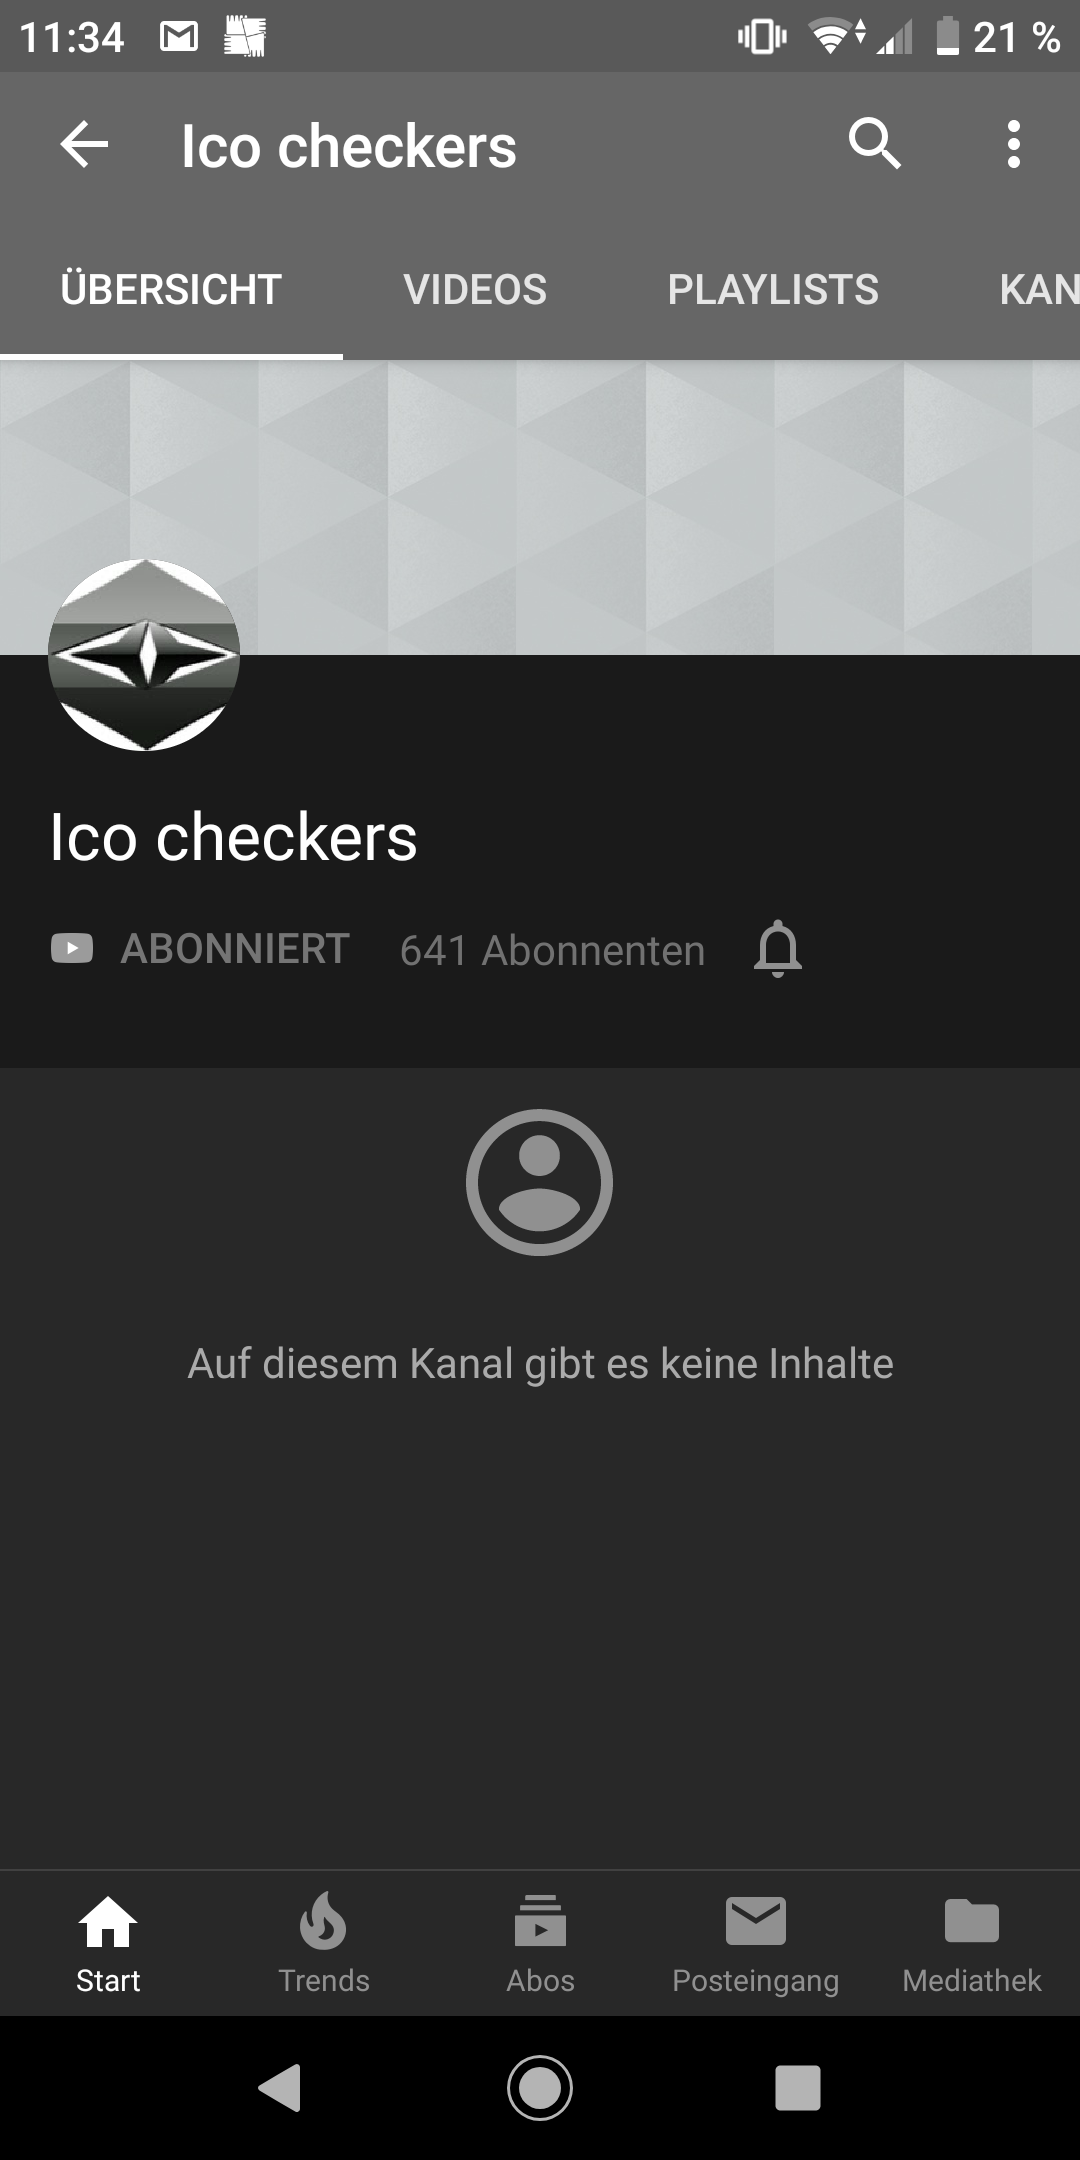 11:34
21 %
Ico checkers
ÜBERSICHT
VIDEOS
PLAYLISTS
KAN
Ico checkers
ABONNIERT
641 Abonnenten
Auf diesem Kanal gibt es keine Inhalte
Start
Trends
Abos
Posteingang
Mediathek